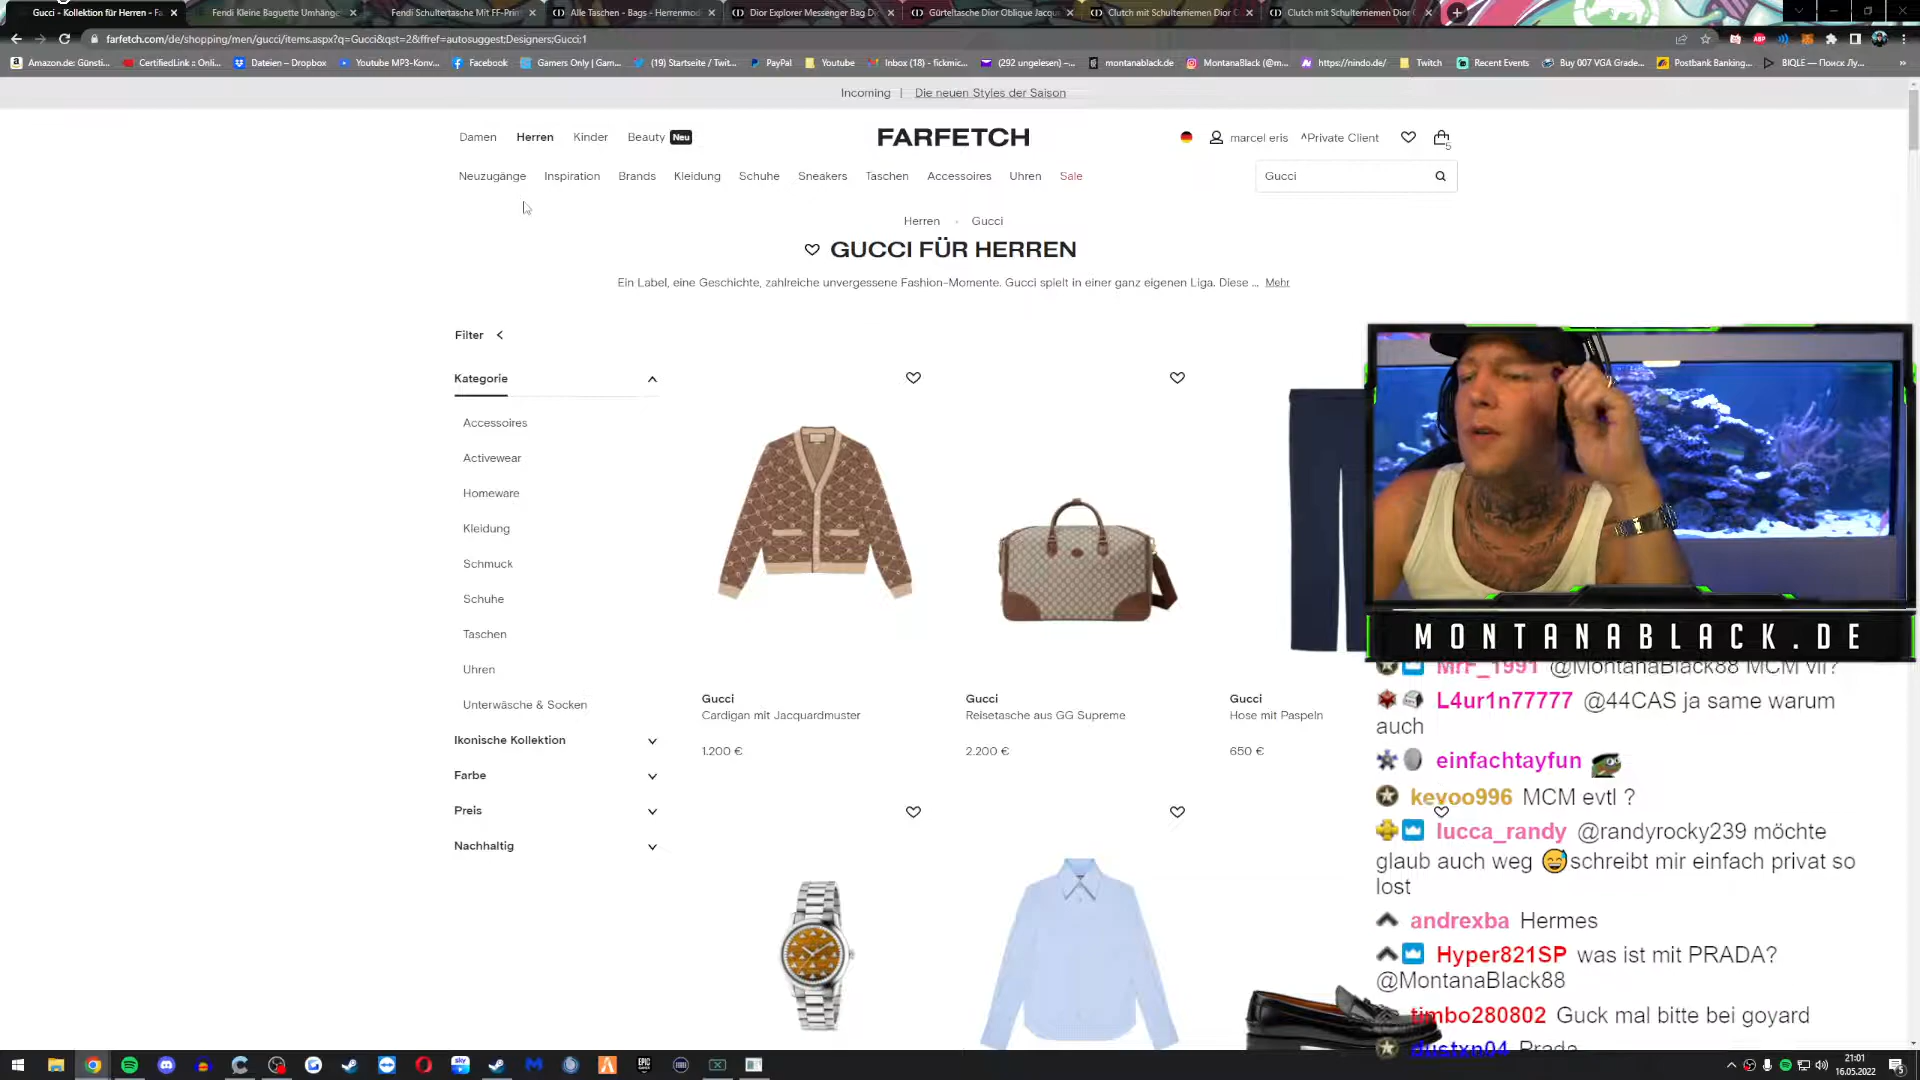 Gucci - Kollektion für Herren - Fa
Fendi Kleine Baguette Umhänge
Fendi Schultertasche Mit FF-Prin
Alle Taschen - Bags - Herrenmod
Dior Explorer Messenger Bag Di
Gürteltasche Dior Oblique Jacqu
Clutch mit Schulterriemen Dior
Clutch mit Schulterriemen Dior
farfetch.com/de/shopping/men/gucci/items.aspx?q=Gucci&qst=2&ffref=autosuggest;Designers;Gucci;1
Amazon.de: Günsti...
CertifiedLink :: Onli...
Dateien – Dropbox
Youtube MP3-Konv...
Facebook
Gamers Only | Gam...
(19) Startseite / Twit...
PayPal
Youtube
Inbox (18) - fickmic...
(292 ungelesen) –...
montanablack.de
MontanaBlack (@m...
https://nindo.de/
Twitch
Recent Events
Buy 007 VGA Grade...
Postbank Banking...
BIQLE — Поиск Лу...
Incoming | Die neuen Styles der Saison
Damen Herren Kinder Beauty Neu
FARFETCH
marcel eris ^Private Client
5
Neuzugänge Inspiration Brands Kleidung Schuhe Sneakers Taschen Accessoires Uhren Sale
Gucci
Herren - Gucci
GUCCI FÜR HERREN
Ein Label, eine Geschichte, zahlreiche unvergessene Fashion-Momente. Gucci spielt in einer ganz eigenen Liga. Diese ... Mehr
Filter
Kategorie
Accessoires
Activewear
Homeware
Kleidung
Schmuck
Schuhe
Taschen
Uhren
Unterwäsche & Socken
Ikonische Kollektion
Farbe
Preis
Nachhaltig
Gucci
Cardigan mit Jacquardmuster
1.200 €
Gucci
Reisetasche aus GG Supreme
2.200 €
Gucci
Hose mit Paspeln
650 €
MONTANABLACK.DE
MrF_1991 @MontanaBlack88 MCM vll?
L4ur1n77777 @44CAS ja same warum
auch
einfachtayfun
kevoo996 MCM evtl ?
lucca_randy @randyrocky239 möchte
glaub auch weg 😅schreibt mir einfach privat so
lost
andrexba Hermes
Hyper821SP was ist mit PRADA?
@MontanaBlack88
timbo280802 Guck mal bitte bei goyard
dustxn04 Prada
21:01
16.05.2022